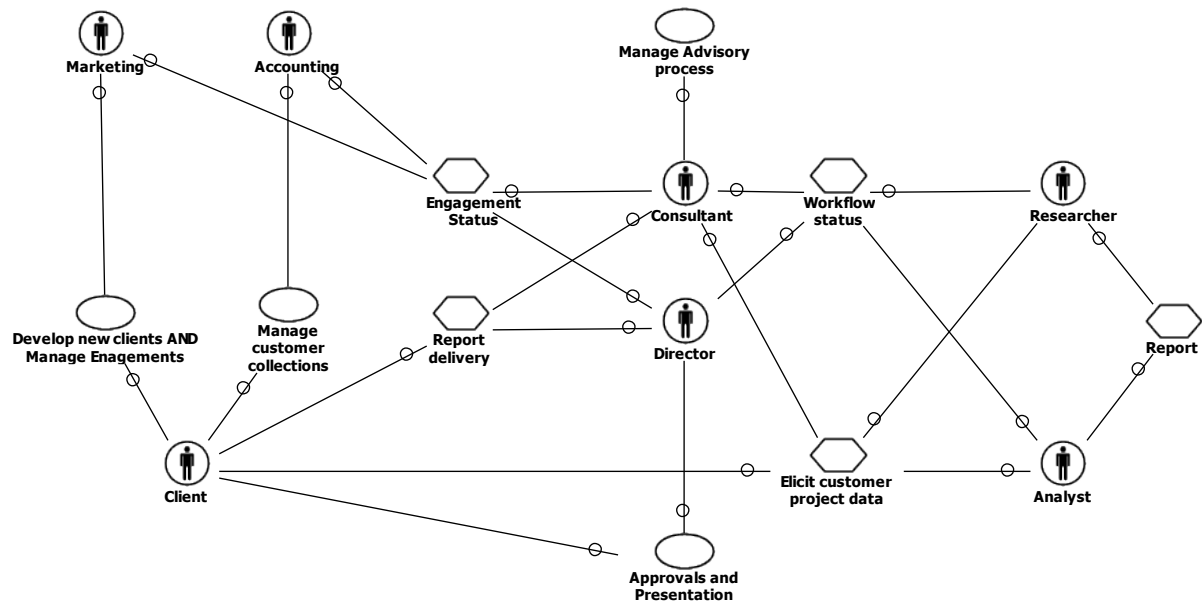 Marketing
Accounting
Manage Advisory
process
Engagement
Status
Consultant
Workflow
status
Researcher
Develop new clients AND
Manage Enagements
Manage
customer
collections
Report
delivery
Director
Report
Client
Elicit customer
project data
Analyst
Approvals and
Presentation